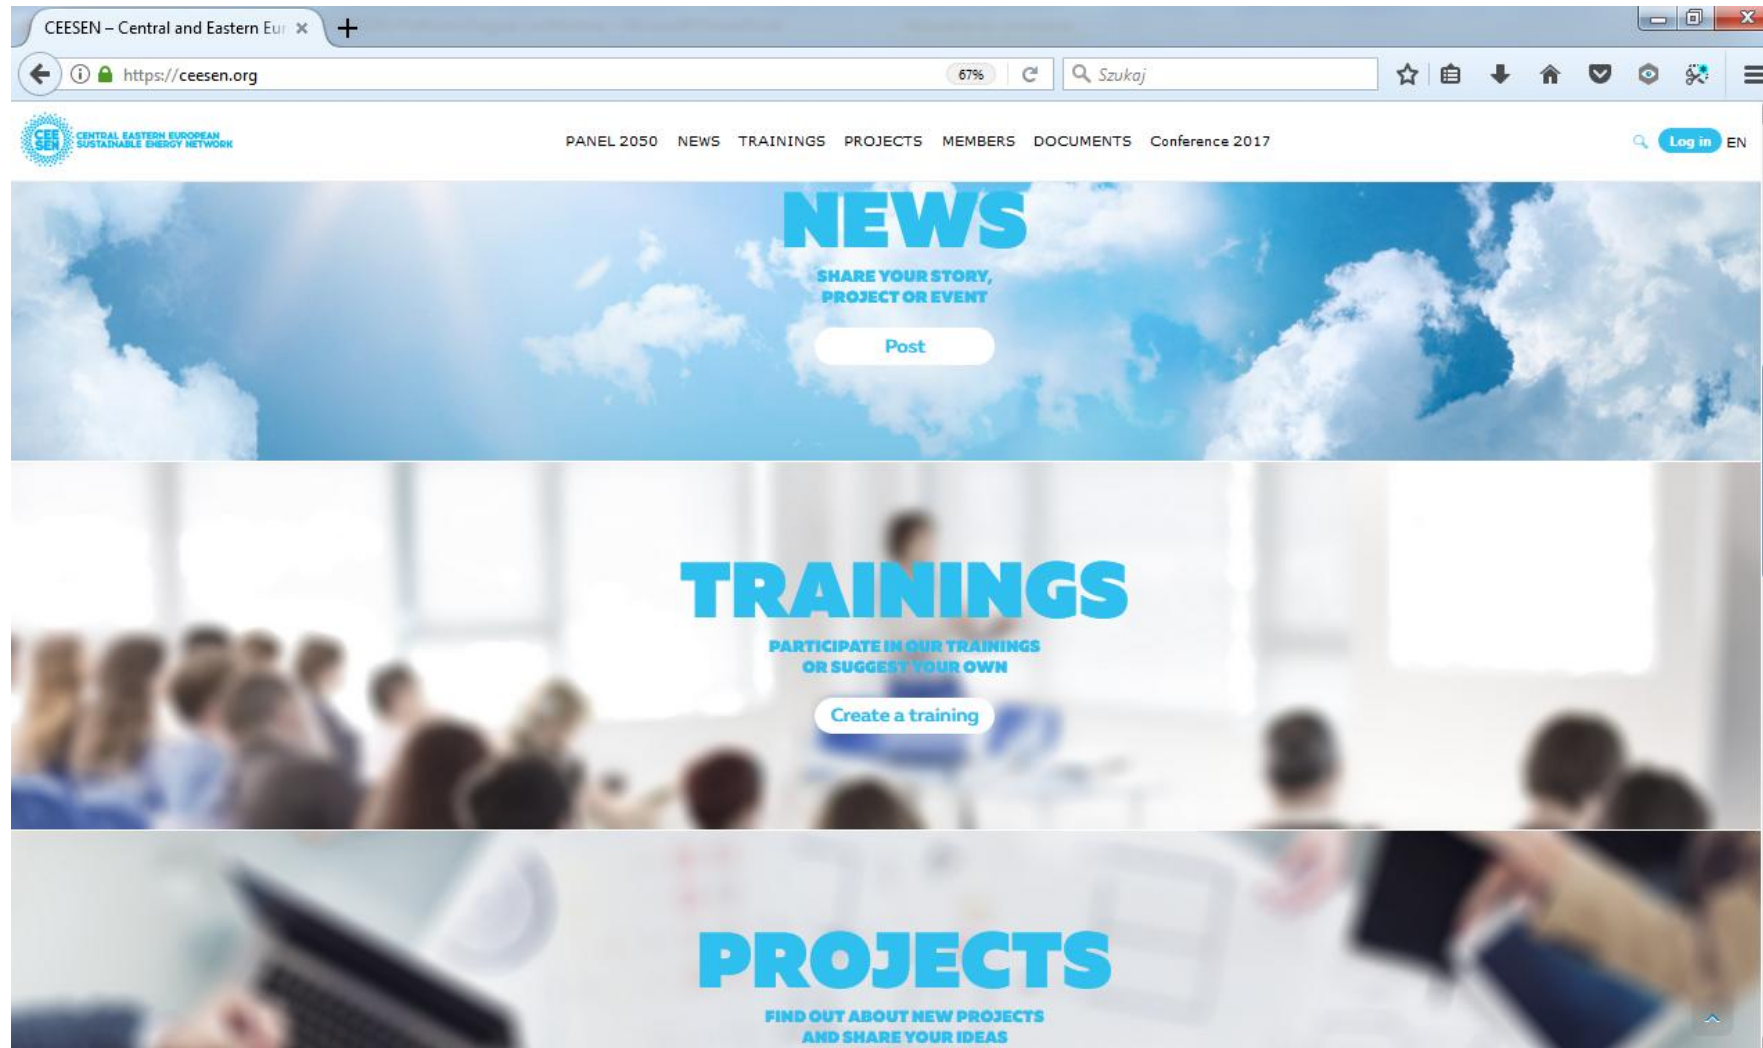 CEESEN – Central and Eastern Eur
https://ceesen.org
67%
Szukaj
CEE
SEN
CENTRAL EASTERN EUROPEAN
SUSTAINABLE ENERGY NETWORK
PANEL 2050 NEWS TRAININGS PROJECTS MEMBERS DOCUMENTS Conference 2017
Log in EN
NEWS
SHARE YOUR STORY,
PROJECT OR EVENT
Post
TRAININGS
PARTICIPATE IN OUR TRAININGS
OR SUGGEST YOUR OWN
Create a training
PROJECTS
FIND OUT ABOUT NEW PROJECTS
AND SHARE YOUR IDEAS